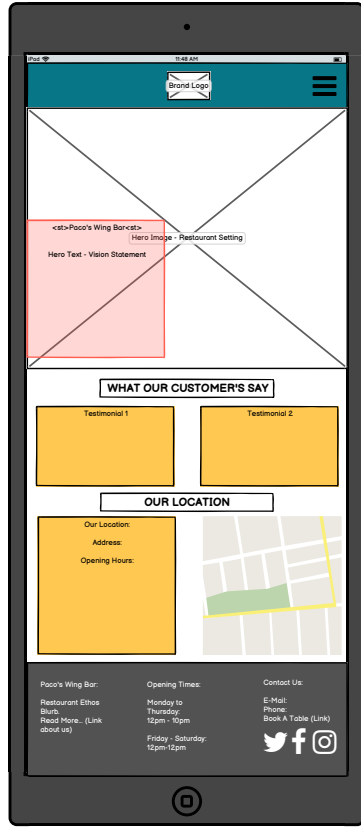 iPad
11:48 AM
Brand Logo
<st>Paco's Wing Bar<st>
Hero Image - Restaurant Setting
Hero Text - Vision Statement
WHAT OUR CUSTOMER'S SAY
Testimonial 1
Testimonial 2
OUR LOCATION
Our Location:
Address:
Opening Hours:
Paco's Wing Bar:
Restaurant Ethos
Blurb.
Read More... (Link
about us)
Opening Times:
Monday to
Thursday:
12pm - 10pm
Friday - Saturday:
12pm-12pm
Contact Us:
E-Mail:
Phone:
Book A Table (Link)